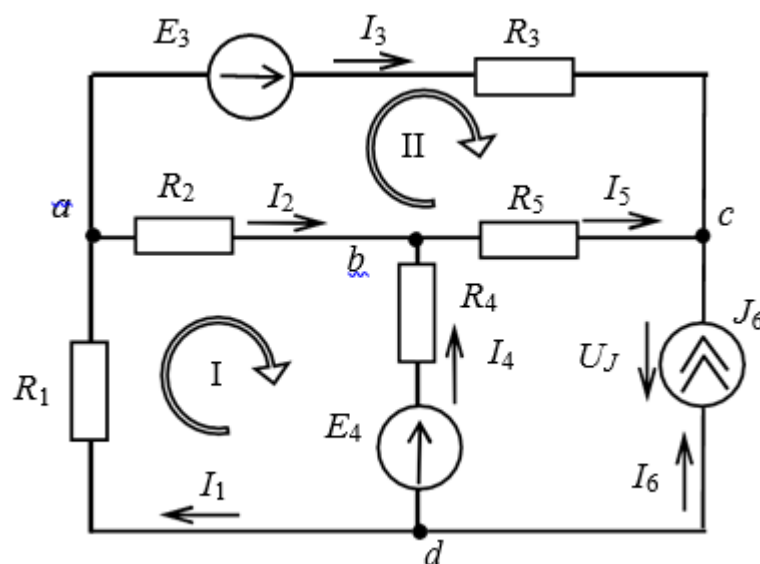 E3 I3 R3
II
a R2 I2 R5 I5 c
b
R4 J6
I4 UJ
R1 I
E4
I1 I6
d